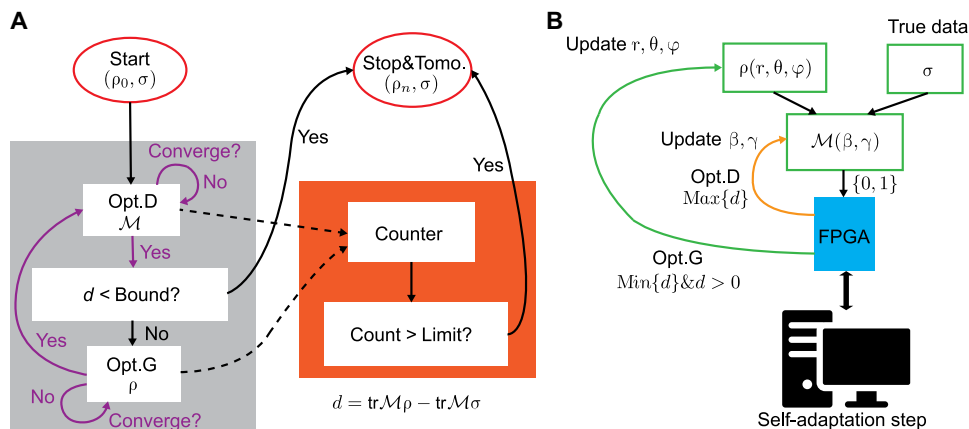 A
Start
(ρ₀, σ)
Stop&Tomo.
(ρₙ, σ)
Converge?
No
Opt.D
ℳ
Yes
Yes
Yes
d < Bound?
No
Yes
Opt.G
ρ
No
Converge?
Counter
Count > Limit?
d = trℳρ − trℳσ
B
True data
Update r, θ, φ
ρ(r, θ, φ)
σ
Update β, γ
ℳ(β, γ)
Opt.D
Max{d}
{0, 1}
FPGA
Opt.G
Min{d}&d > 0
Self-adaptation step